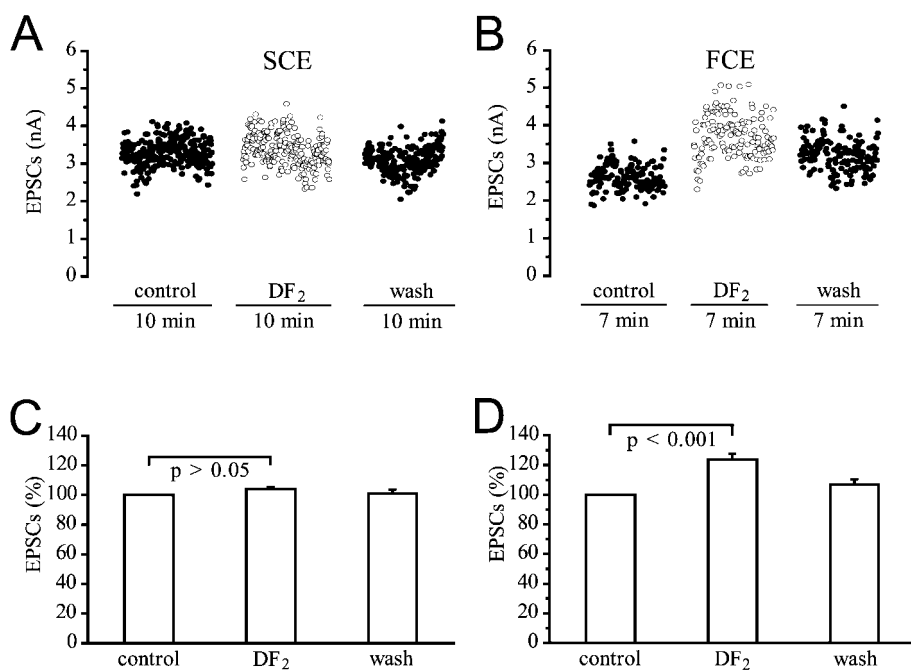 A
SCE
6
5
4
3
2
1
0
EPSCs (nA)
control
DF₂
wash
10 min
10 min
10 min
B
FCE
6
5
4
3
2
1
0
EPSCs (nA)
control
DF₂
wash
7 min
7 min
7 min
C
140
120
100
80
60
40
20
0
EPSCs (%)
p > 0.05
control
DF₂
wash
D
140
120
100
80
60
40
20
0
EPSCs (%)
p < 0.001
control
DF₂
wash